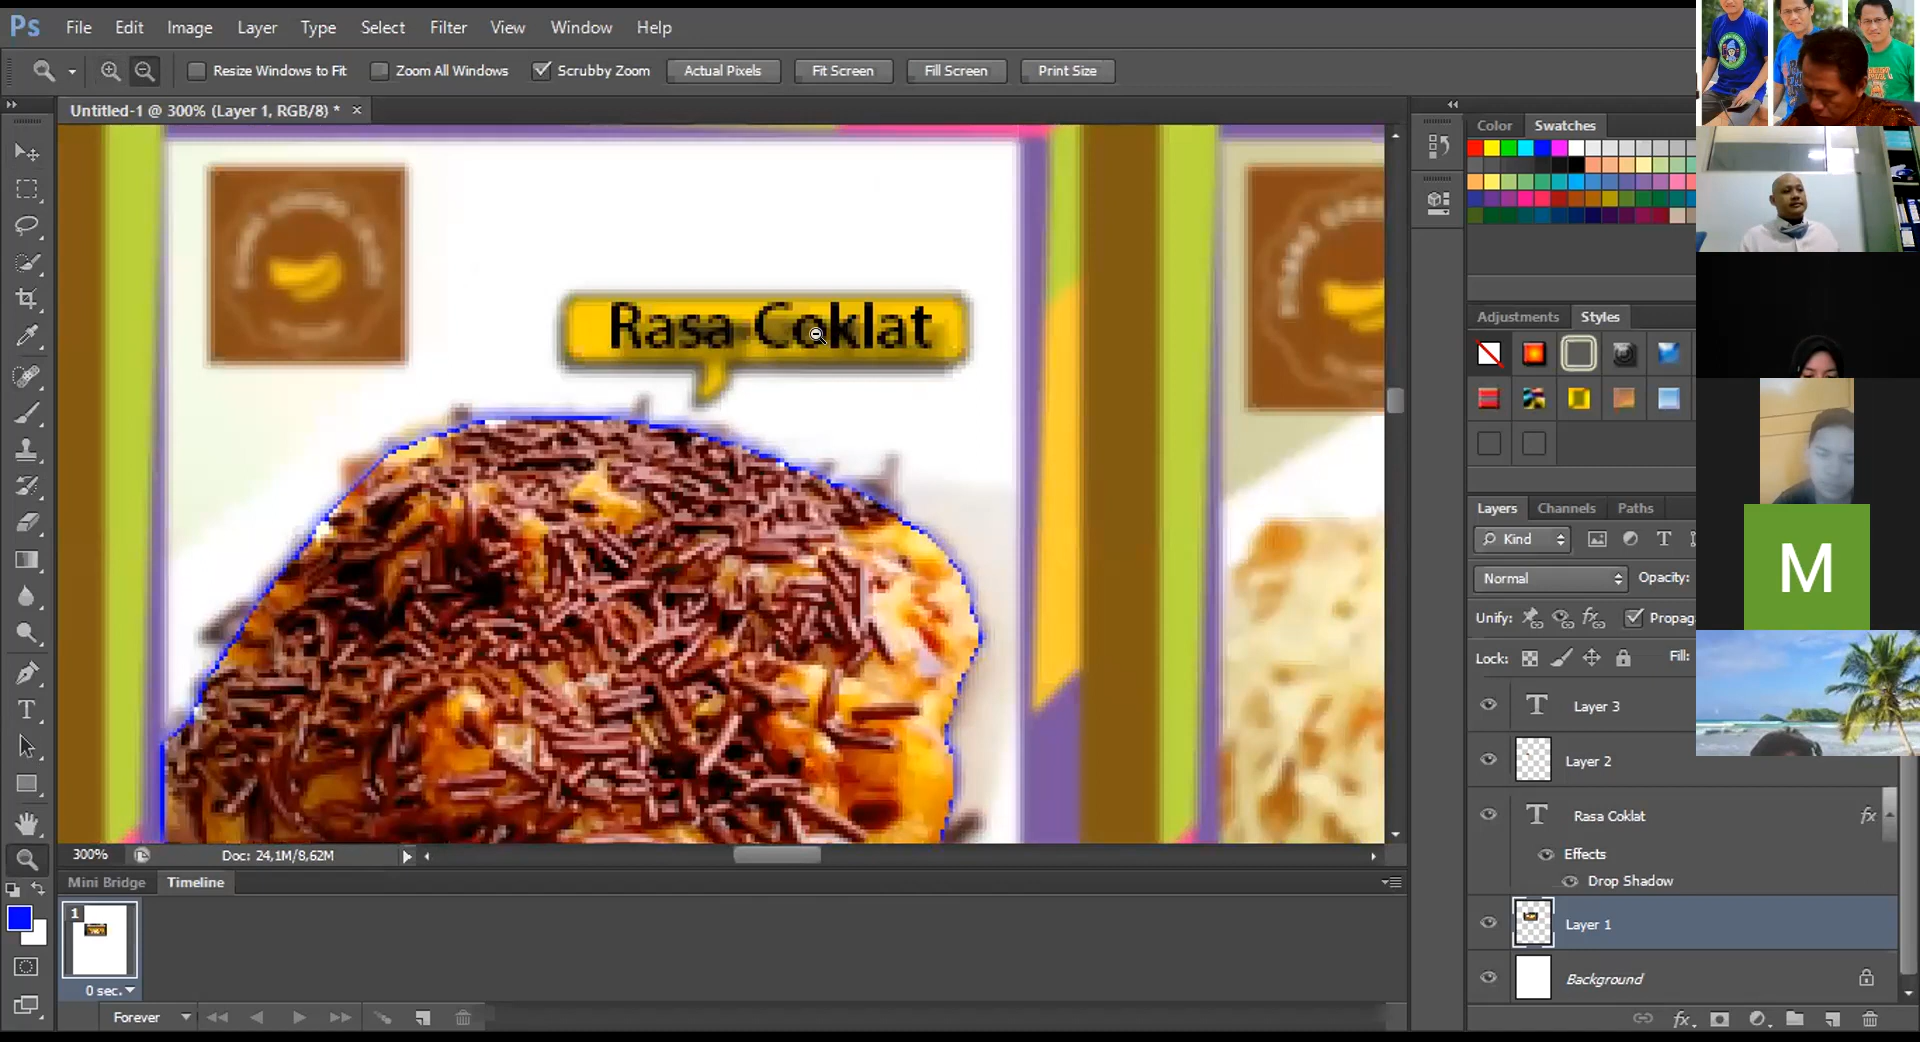 Ps File Edit Image Layer Type Select Filter View Window Help
Resize Windows to Fit Zoom All Windows Scrubby Zoom Actual Pixels Fit Screen Fill Screen Print Size
Untitled-1 @ 300% (Layer 1, RGB/8) * ×
Rasa Coklat
300% Doc: 24,1M/8,62M
Mini Bridge Timeline
1
0 sec.
Forever
Color Swatches
Adjustments Styles
Layers Channels Paths
Kind
Normal Opacity:
Unify: Propag
Lock: Fill:
Layer 3
Layer 2
Rasa Coklat fx
Effects
Drop Shadow
Layer 1
Background
fx
M